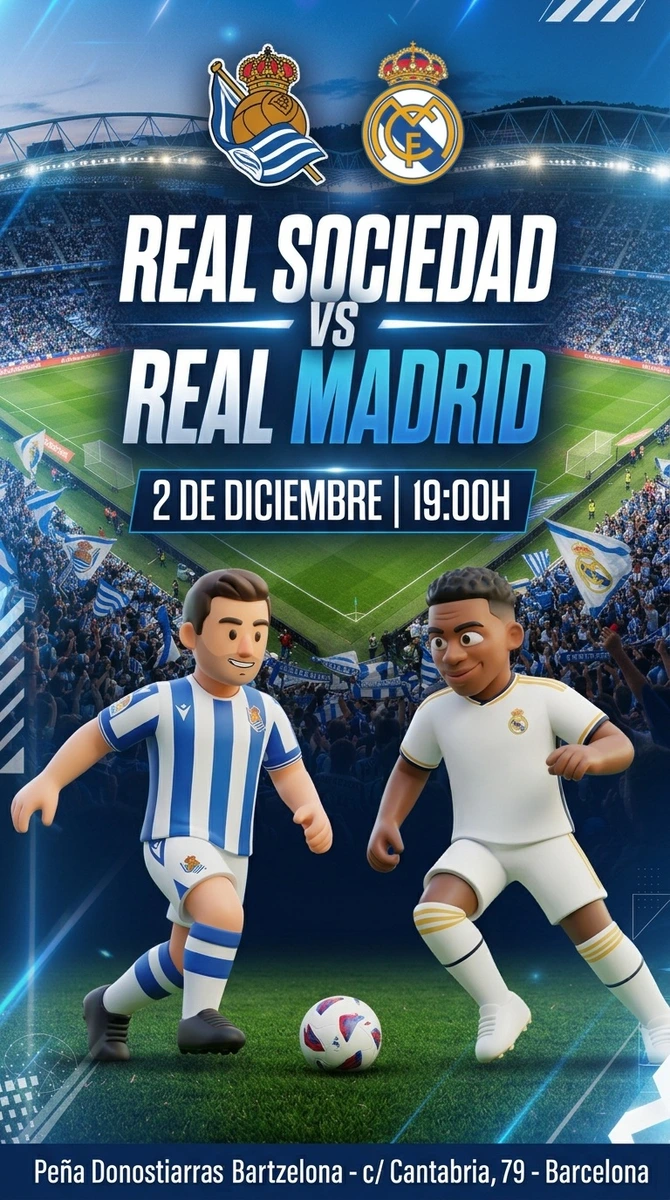 REAL SOCIEDAD
VS
REAL MADRID
2 DE DICIEMBRE | 19:00H
Peña Donostiarras Bartzelona - c/ Cantabria, 79 - Barcelona